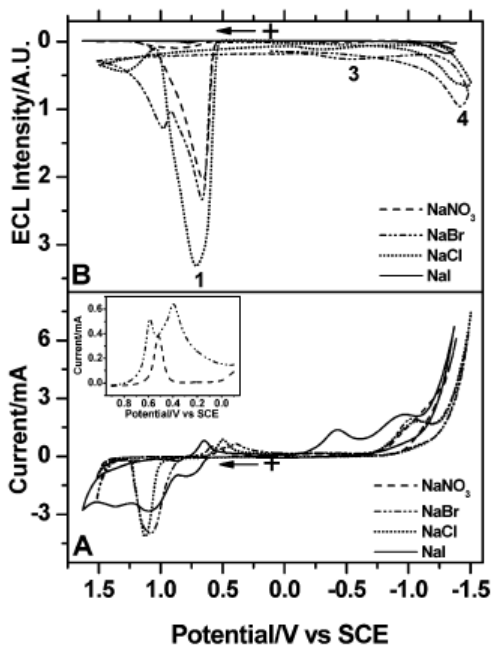 ECL Intensity/A.U.
0
1
2
3
B
1
3
4
NaNO3
NaBr
NaCl
NaI
Current/mA
6
3
0
-3
A
Current/mA
0.6
0.4
0.2
0.0
0.8 0.6 0.4 0.2 0.0
Potential/V vs SCE
NaNO3
NaBr
NaCl
NaI
1.5 1.0 0.5 0.0 -0.5 -1.0 -1.5
Potential/V vs SCE